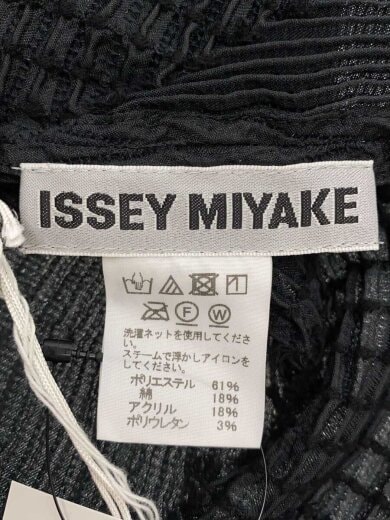 ISSEY MIYAKE
F W
洗濯ネットを使用してください。
スチームで浮かしアイロンを
してください。
ポリエステル 61%
綿 18%
アクリル 18%
ポリウレタン 3%